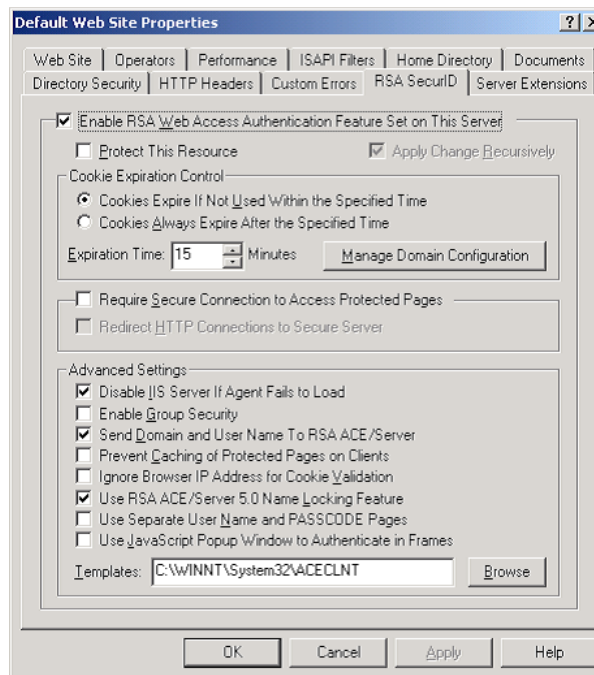 Default Web Site Properties
Web Site Operators Performance ISAPI Filters Home Directory Documents
Directory Security HTTP Headers Custom Errors RSA SecurID Server Extensions
Enable RSA Web Access Authentication Feature Set on This Server
Protect This Resource Apply Change Recursively
Cookie Expiration Control
Cookies Expire If Not Used Within the Specified Time
Cookies Always Expire After the Specified Time
Expiration Time: 15 Minutes Manage Domain Configuration
Require Secure Connection to Access Protected Pages
Redirect HTTP Connections to Secure Server
Advanced Settings
Disable IIS Server If Agent Fails to Load
Enable Group Security
Send Domain and User Name To RSA ACE/Server
Prevent Caching of Protected Pages on Clients
Ignore Browser IP Address for Cookie Validation
Use RSA ACE/Server 5.0 Name Locking Feature
Use Separate User Name and PASSCODE Pages
Use JavaScript Popup Window to Authenticate in Frames
Templates: C:\WINNT\System32\ACECLNT Browse
OK Cancel Apply Help